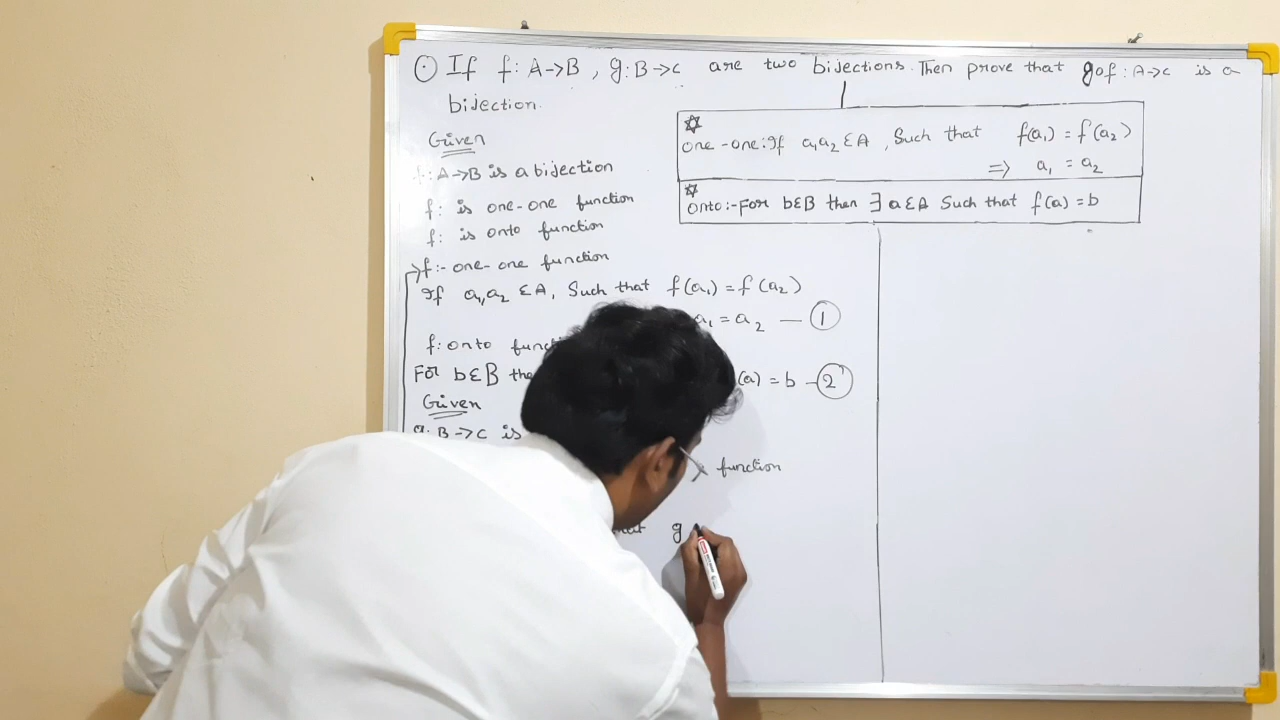 ⊙ If f: A→B , g: B→c are two bijections. Then prove that gof : A→c is a
bijection.
✡
one-one: If a₁a₂ ε A , Such that f(a₁) = f(a₂)
⇒ a₁ = a₂
✡
onto:- For bεB then ∃ aεA Such that f(a) = b
Given
f: A→B is a bijection
f: is one-one function
f: is onto function
f:- one-one function
If a₁,a₂ εA, Such that f(a₁) = f(a₂)
a₁ = a₂ — ①
f: onto
For bεB (a) = b — ②
Given
g: B→C is
function
g